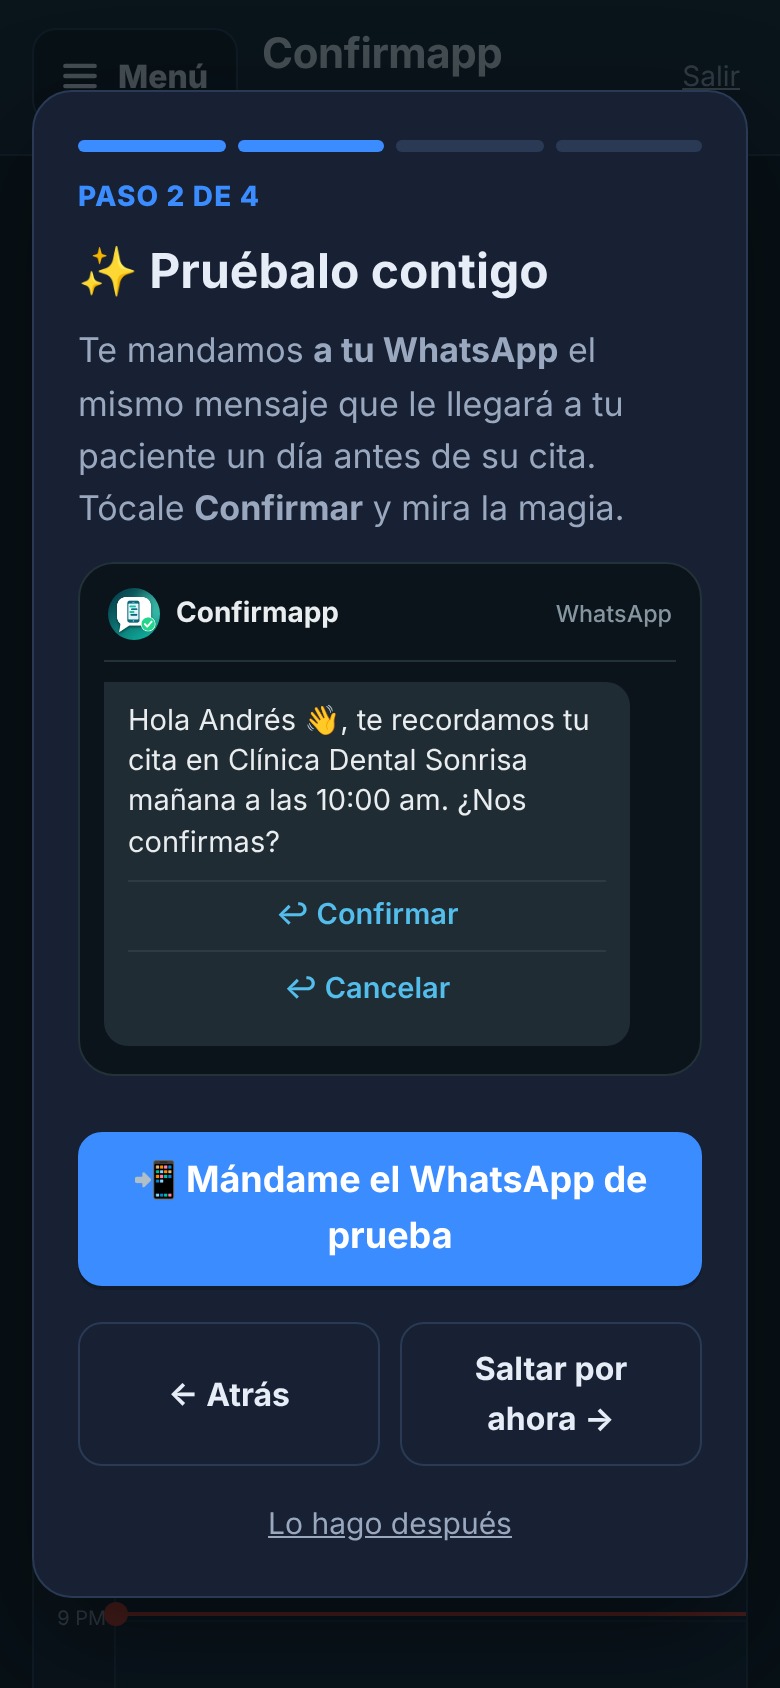 Menú
Confirmapp
Salir
PASO 2 DE 4
✨ Pruébalo contigo
Te mandamos a tu WhatsApp el
mismo mensaje que le llegará a tu
paciente un día antes de su cita.
Tócale Confirmar y mira la magia.
Confirmapp
WhatsApp
Hola Andrés 👋, te recordamos tu
cita en Clínica Dental Sonrisa
mañana a las 10:00 am. ¿Nos
confirmas?
↩ Confirmar
↩ Cancelar
📲 Mándame el WhatsApp de
prueba
← Atrás
Saltar por
ahora →
Lo hago después
9 PM